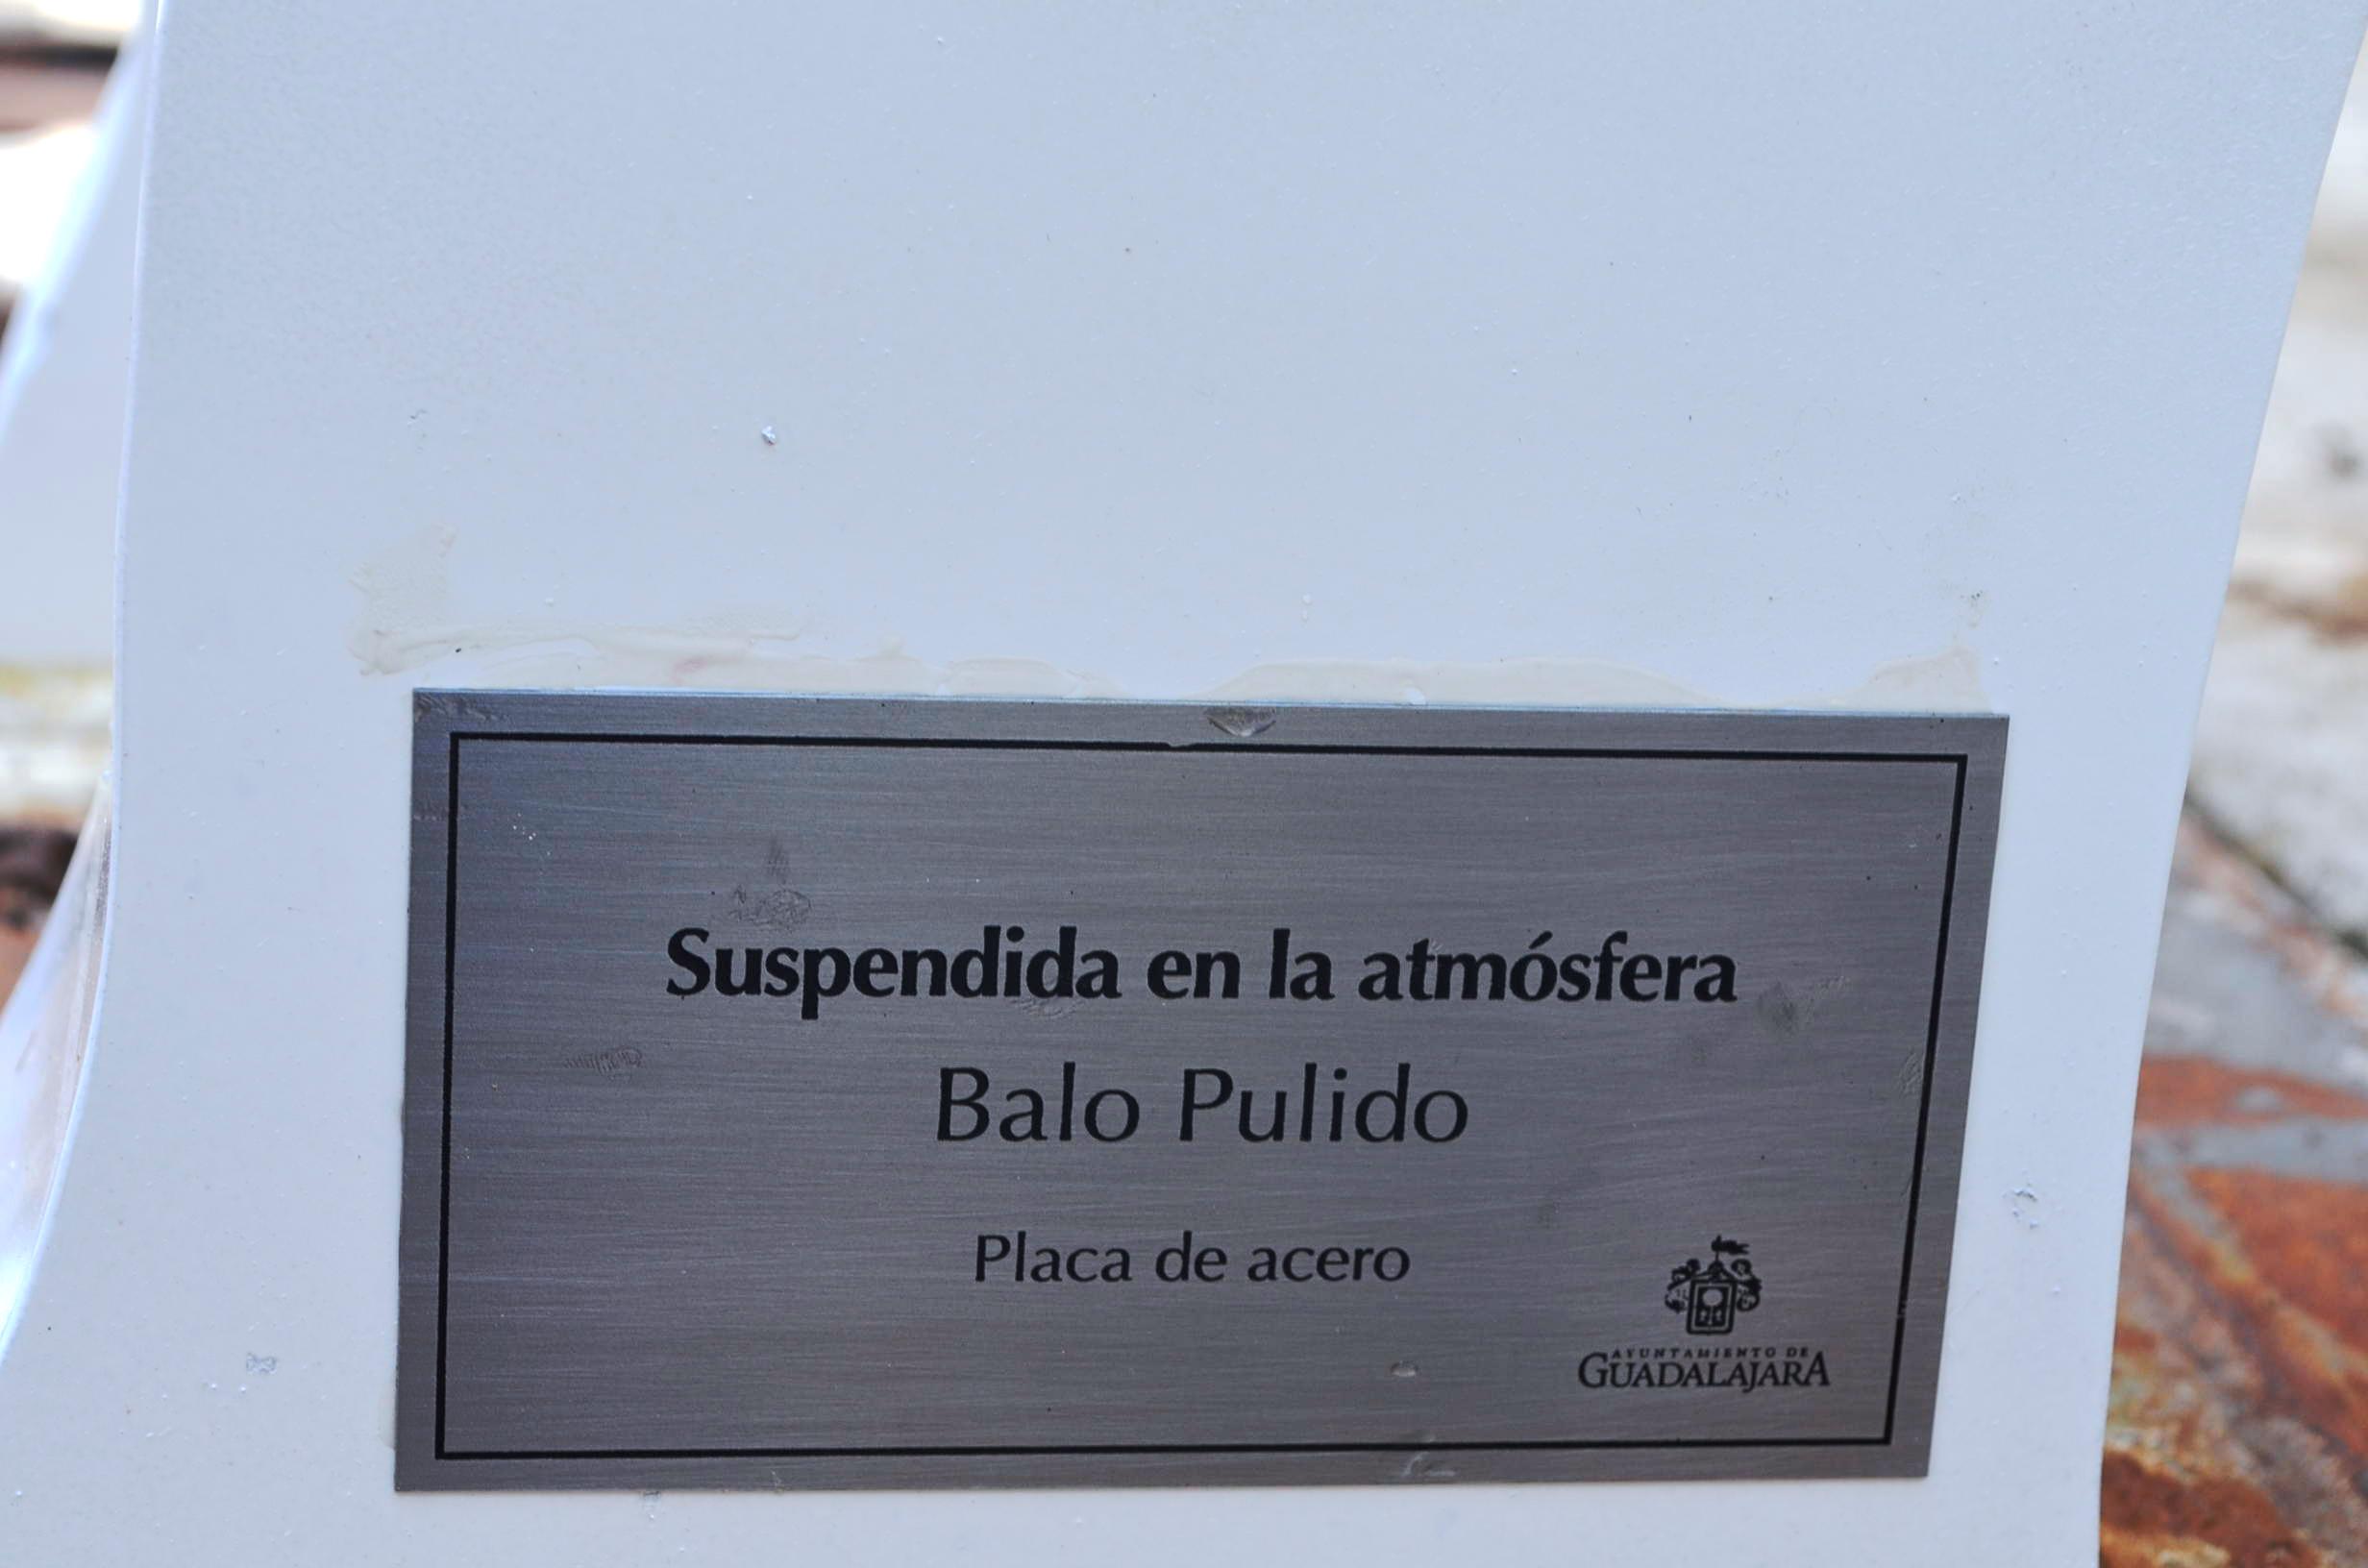 Suspendida en la atmósfera
Balo Pulido
Placa de acero
AYUNTAMIENTO DE
GUADALAJARA